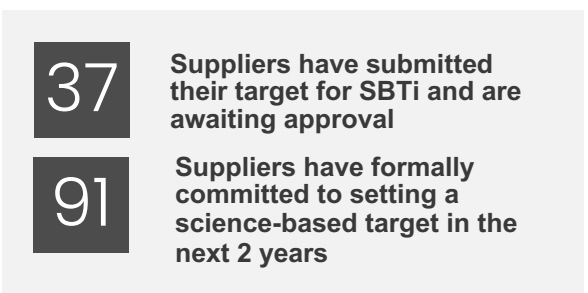 37
Suppliers have submitted
their target for SBTi and are
awaiting approval
91
Suppliers have formally
committed to setting a
science-based target in the
next 2 years